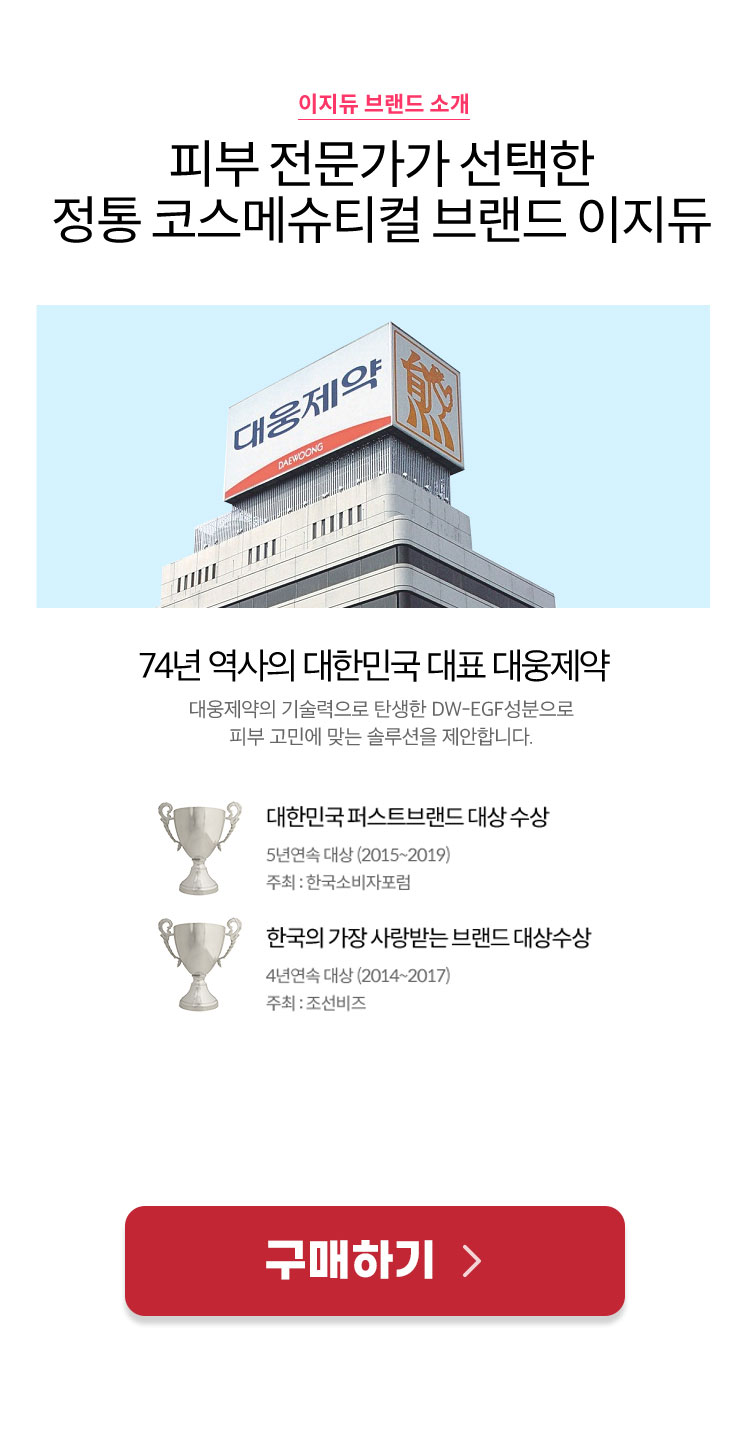 이지듀 브랜드 소개
피부 전문가가 선택한
정통 코스메슈티컬 브랜드 이지듀
대웅제약
DAEWOONG
熊
74년 역사의 대한민국 대표 대웅제약
대웅제약의 기술력으로 탄생한 DW-EGF성분으로
피부 고민에 맞는 솔루션을 제안합니다.
대한민국 퍼스트브랜드 대상 수상
5년연속 대상 (2015~2019)
주최 : 한국소비자포럼
한국의 가장 사랑받는 브랜드 대상수상
4년연속 대상 (2014~2017)
주최 : 조선비즈
구매하기